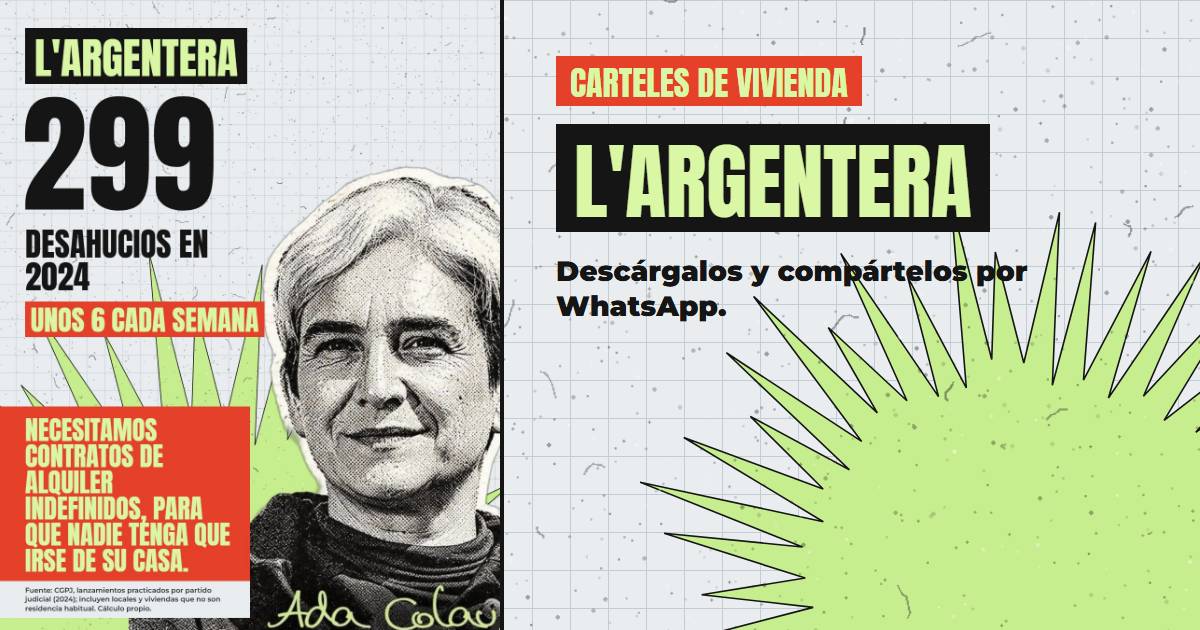 L'ARGENTERA
299
DESAHUCIOS EN
2024
UNOS 6 CADA SEMANA
NECESITAMOS
CONTRATOS DE
ALQUILER
INDEFINIDOS, PARA
QUE NADIE TENGA QUE
IRSE DE SU CASA.
Fuente: CGPJ, lanzamientos practicados por partido
judicial (2024); incluyen locales y viviendas que no son
residencia habitual. Cálculo propio.
Ada Colau
CARTELES DE VIVIENDA
L'ARGENTERA
Descárgalos y compártelos por
WhatsApp.